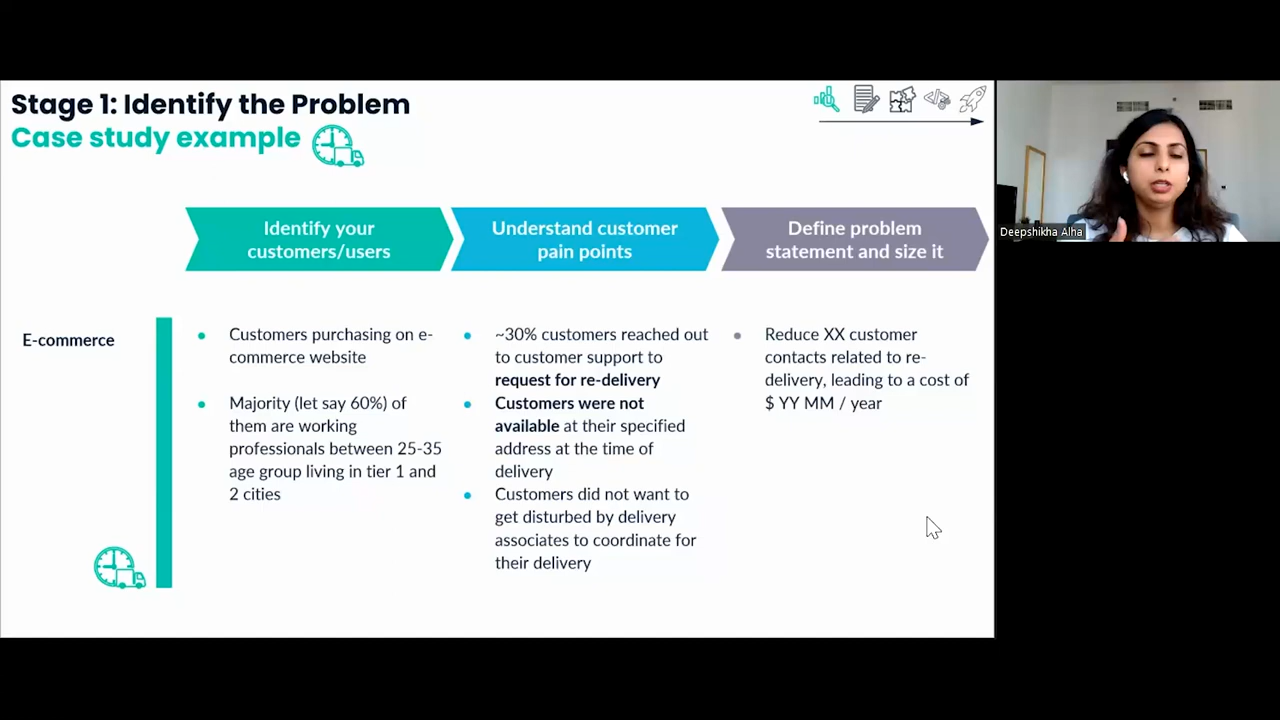 Stage 1: Identify the Problem
Case study example
Identify your
customers/users
Understand customer
pain points
Define problem
statement and size it
E-commerce
Customers purchasing on e-
commerce website
Majority (let say 60%) of
them are working
professionals between 25-35
age group living in tier 1 and
2 cities
~30% customers reached out
to customer support to
request for re-delivery
Customers were not
available at their specified
address at the time of
delivery
Customers did not want to
get disturbed by delivery
associates to coordinate for
their delivery
Reduce XX customer
contacts related to re-
delivery, leading to a cost of
$ YY MM / year
Deepshikha Alha